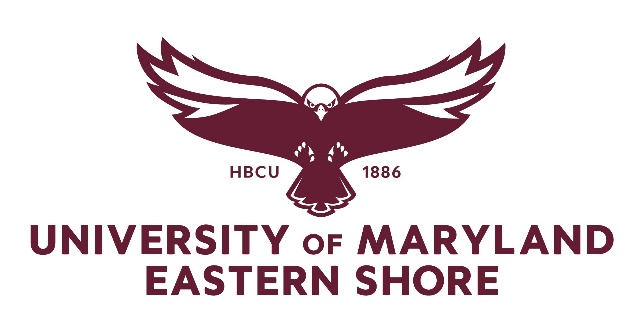 HBCU 1886
UNIVERSITY OF MARYLAND
EASTERN SHORE